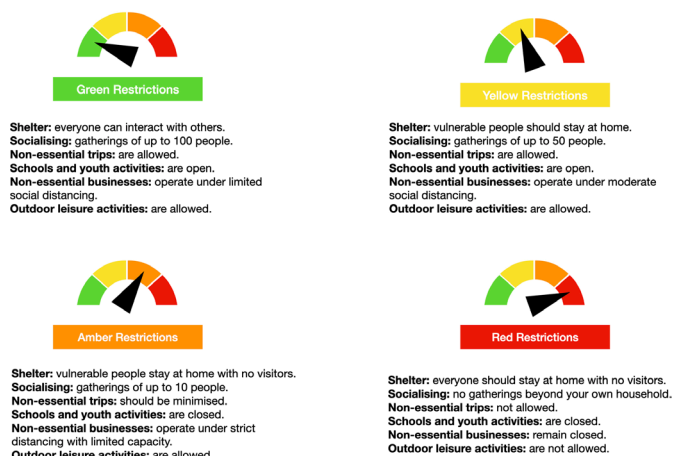 Green Restrictions
Shelter: everyone can interact with others.
Socialising: gatherings of up to 100 people.
Non-essential trips: are allowed.
Schools and youth activities: are open.
Non-essential businesses: operate under limited
social distancing.
Outdoor leisure activities: are allowed.
Yellow Restrictions
Shelter: vulnerable people should stay at home.
Socialising: gatherings of up to 50 people.
Non-essential trips: are allowed.
Schools and youth activities: are open.
Non-essential businesses: operate under moderate
social distancing.
Outdoor leisure activities: are allowed.
Amber Restrictions
Shelter: vulnerable people stay at home with no visitors.
Socialising: gatherings of up to 10 people.
Non-essential trips: should be minimised.
Schools and youth activities: are closed.
Non-essential businesses: operate under strict
distancing with limited capacity.
Outdoor leisure activities: are allowed
Red Restrictions
Shelter: everyone should stay at home with no visitors.
Socialising: no gatherings beyond your own household.
Non-essential trips: not allowed.
Schools and youth activities: are closed.
Non-essential businesses: remain closed.
Outdoor leisure activities: are not allowed.